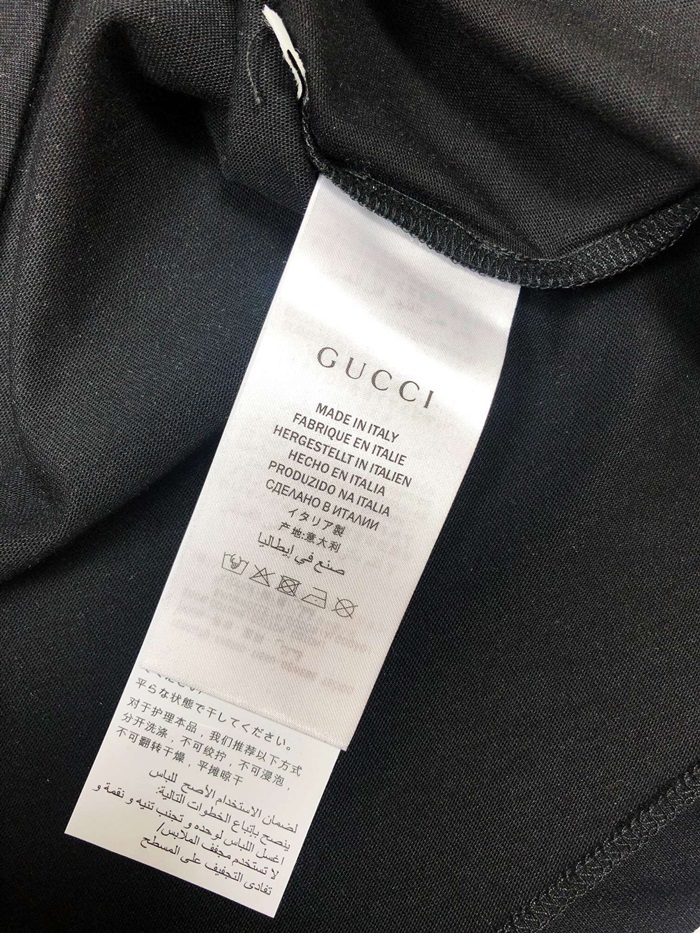 GUCCI
MADE IN ITALY
FABRIQUE EN ITALIE
HERGESTELLT IN ITALIEN
HECHO EN ITALIA
PRODUZIDO NA ITALIA
СДЕЛАНО В ИТАЛИИ
イタリア製
产地:意大利
صنع في إيطاليا
平らな状態で干してください。
对于护理本品，我们推荐以下方式
分开洗涤，不可绞拧，不可浸泡，
不可翻转干燥，平摊晾干
لضمان الاستخدام الأصح للباس
ينصح بإتباع الخطوات التالية:
اغسل اللباس لوحده و تجنب ثنيه و نقمة و
لا تستخدم مجفف الملابس/
تفادى التجفيف على المسطح